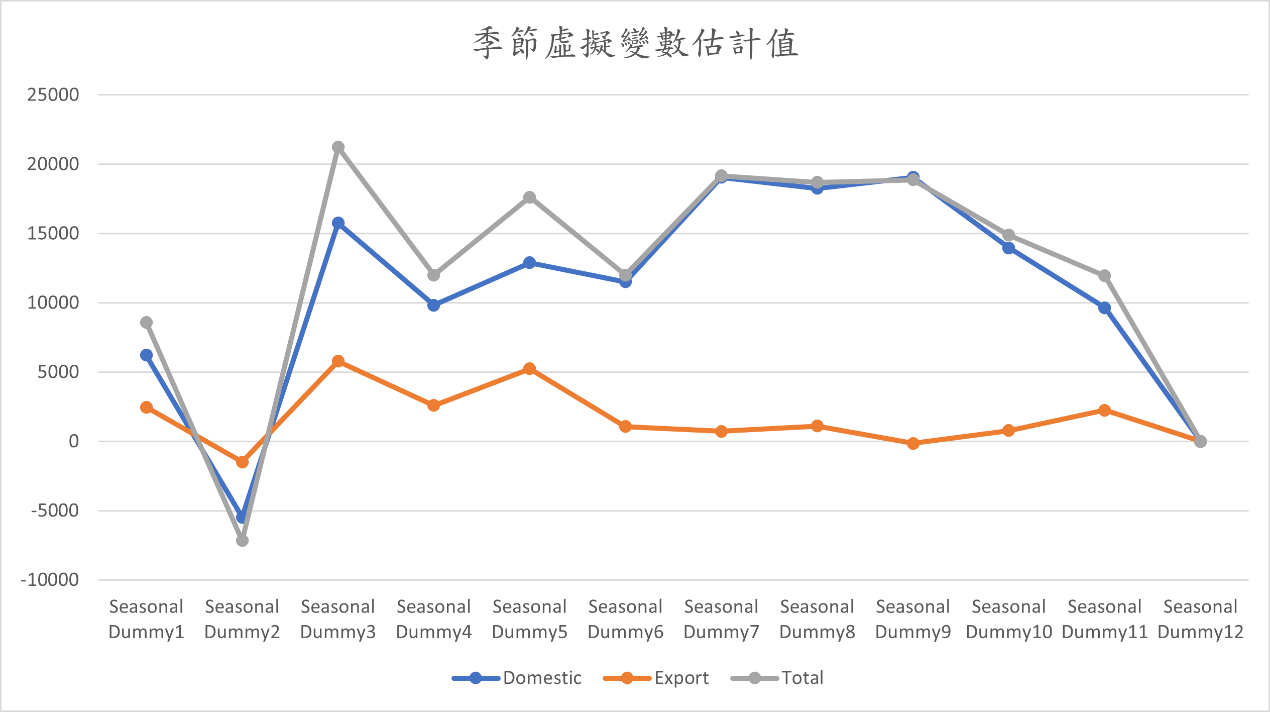 季節虛擬變數估計值
25000
20000
15000
10000
5000
0
-5000
-10000
Seasonal Seasonal Seasonal Seasonal Seasonal Seasonal Seasonal Seasonal Seasonal Seasonal Seasonal Seasonal
Dummy1 Dummy2 Dummy3 Dummy4 Dummy5 Dummy6 Dummy7 Dummy8 Dummy9 Dummy10 Dummy11 Dummy12
Domestic Export Total